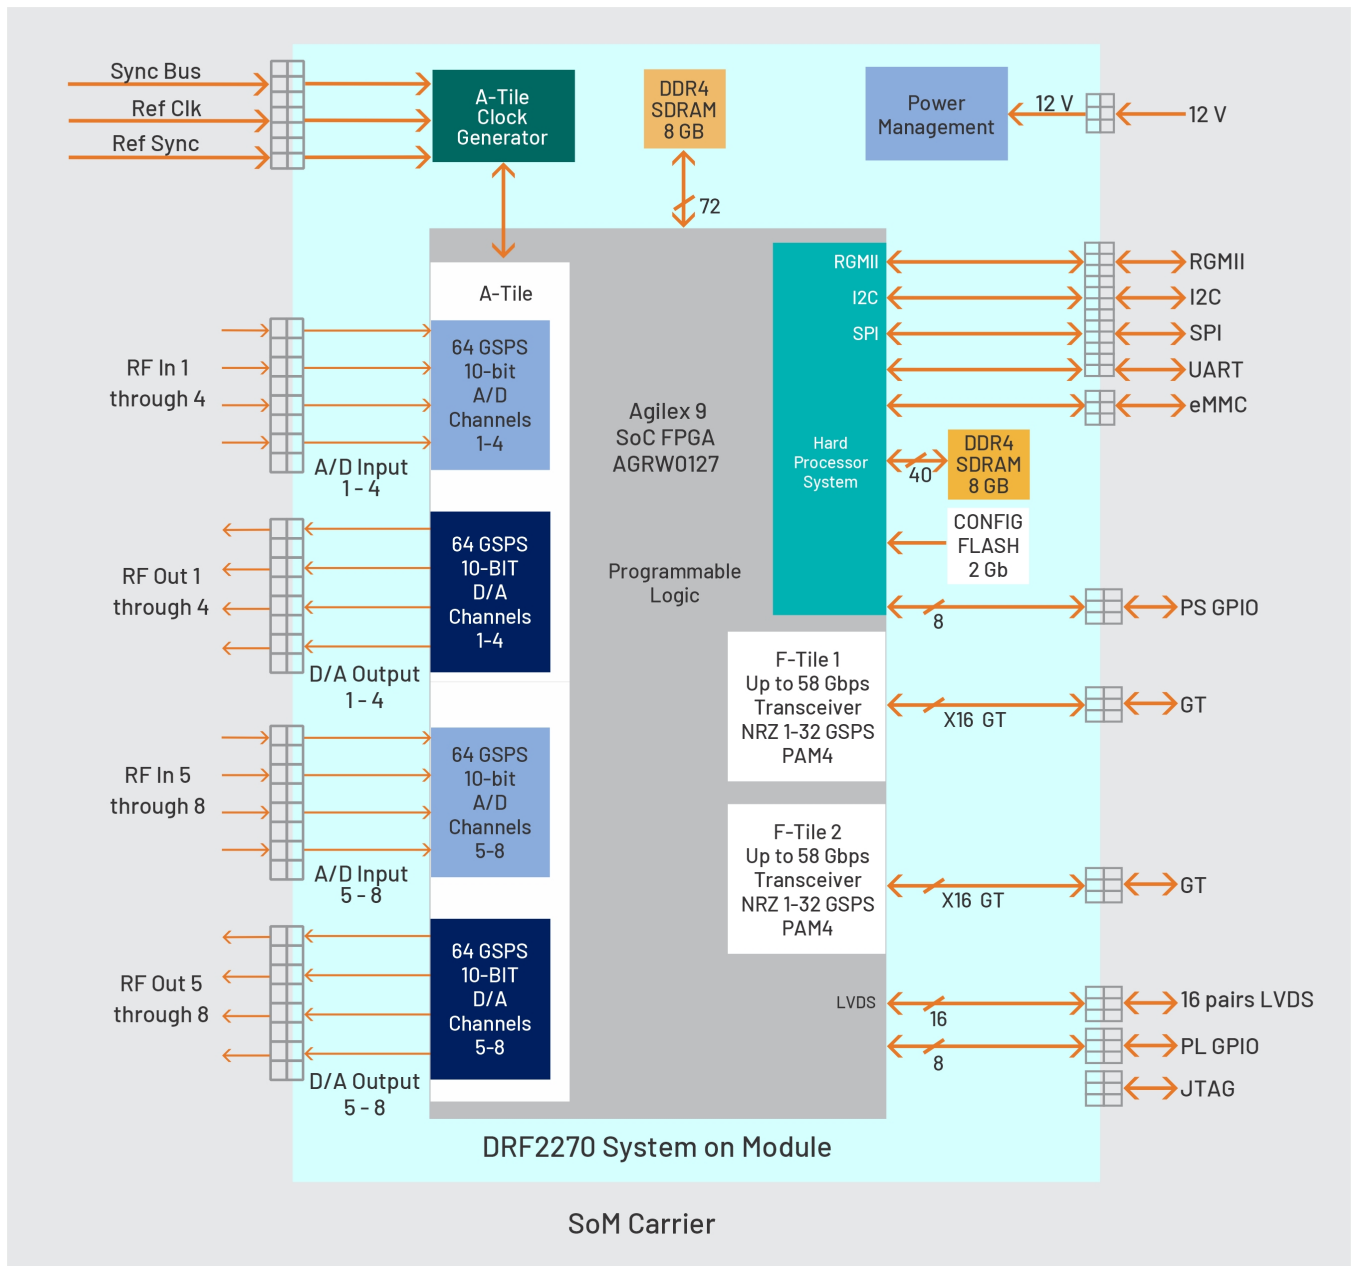 Sync Bus
Ref Clk
Ref Sync
A-Tile
Clock
Generator
DDR4
SDRAM
8 GB
72
Power
Management
12 V
12 V
RGMII
I2C
SPI
RGMII
I2C
SPI
UART
eMMC
A-Tile
RF In 1
through 4
64 GSPS
10-bit
A/D
Channels
1-4
A/D Input
1 - 4
Agilex 9
SoC FPGA
AGRW0127
Hard
Processor
System
40
DDR4
SDRAM
8 GB
CONFIG
FLASH
2 Gb
RF Out 1
through 4
64 GSPS
10-BIT
D/A
Channels
1-4
D/A Output
1 - 4
Programmable
Logic
8
PS GPIO
F-Tile 1
Up to 58 Gbps
Transceiver
NRZ 1-32 GSPS
PAM4
X16 GT
GT
RF In 5
through 8
64 GSPS
10-bit
A/D
Channels
5-8
A/D Input
5 - 8
F-Tile 2
Up to 58 Gbps
Transceiver
NRZ 1-32 GSPS
PAM4
X16 GT
GT
RF Out 5
through 8
64 GSPS
10-BIT
D/A
Channels
5-8
D/A Output
5 - 8
LVDS
16
16 pairs LVDS
8
PL GPIO
JTAG
DRF2270 System on Module
SoM Carrier